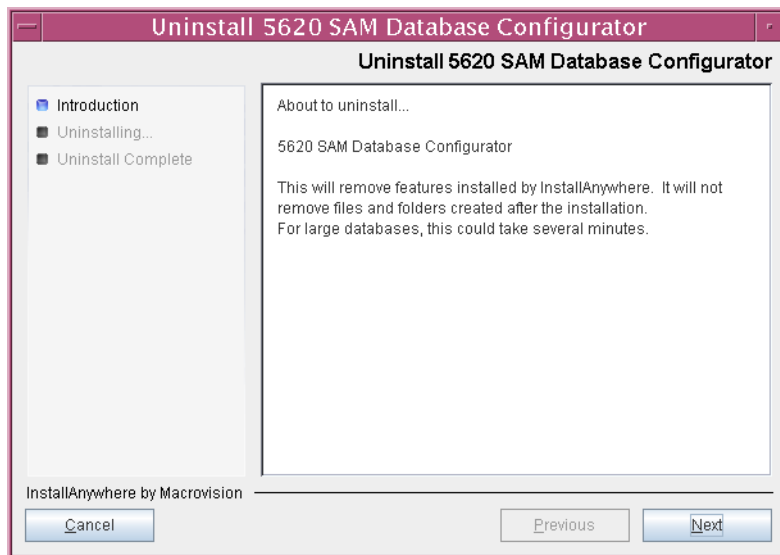 Uninstall 5620 SAM Database Configurator
Uninstall 5620 SAM Database Configurator
Introduction
Uninstalling...
Uninstall Complete
About to uninstall...
5620 SAM Database Configurator
This will remove features installed by InstallAnywhere.  It will not
remove files and folders created after the installation.
For large databases, this could take several minutes.
InstallAnywhere by Macrovision
Cancel
Previous
Next